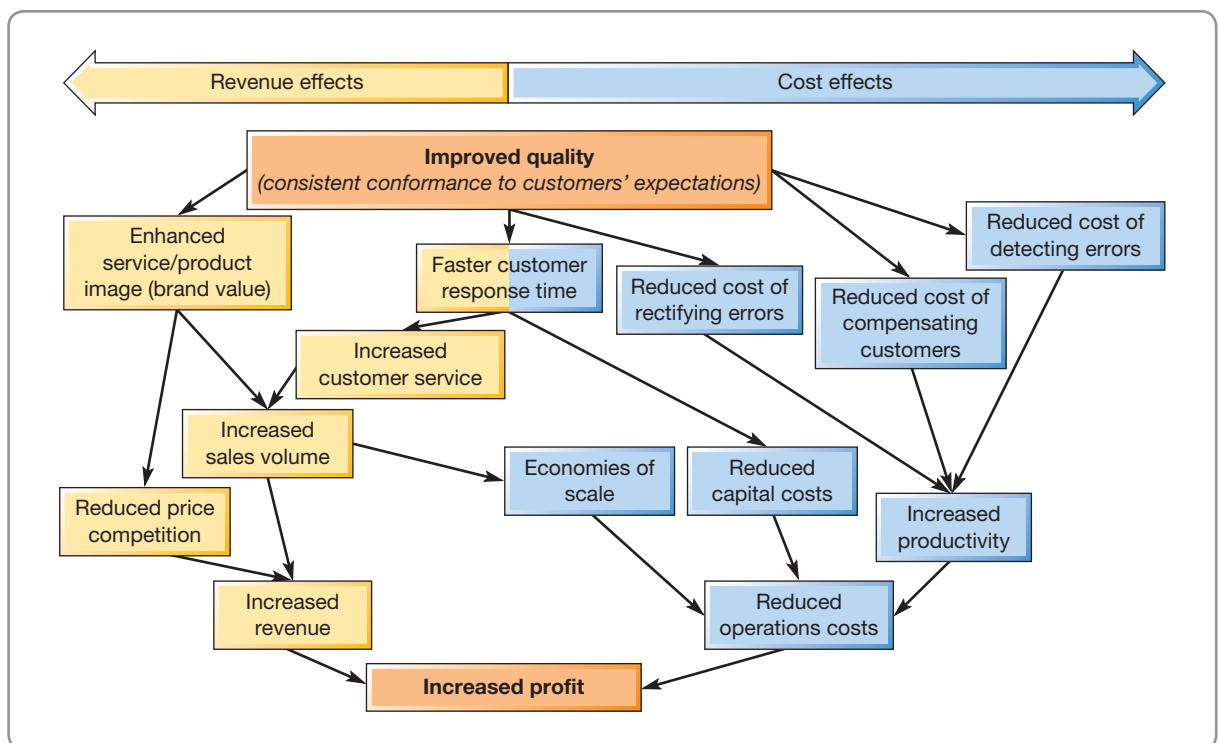 Revenue effects
Cost effects
Improved quality
(consistent conformance to customers' expectations)
Enhanced
service/product
image (brand value)
Faster customer
response time
Reduced cost of
rectifying errors
Reduced cost of
compensating
customers
Reduced cost of
detecting errors
Increased
customer service
Increased
sales volume
Economies of
scale
Reduced
capital costs
Reduced price
competition
Increased
productivity
Increased
revenue
Reduced
operations costs
Increased profit